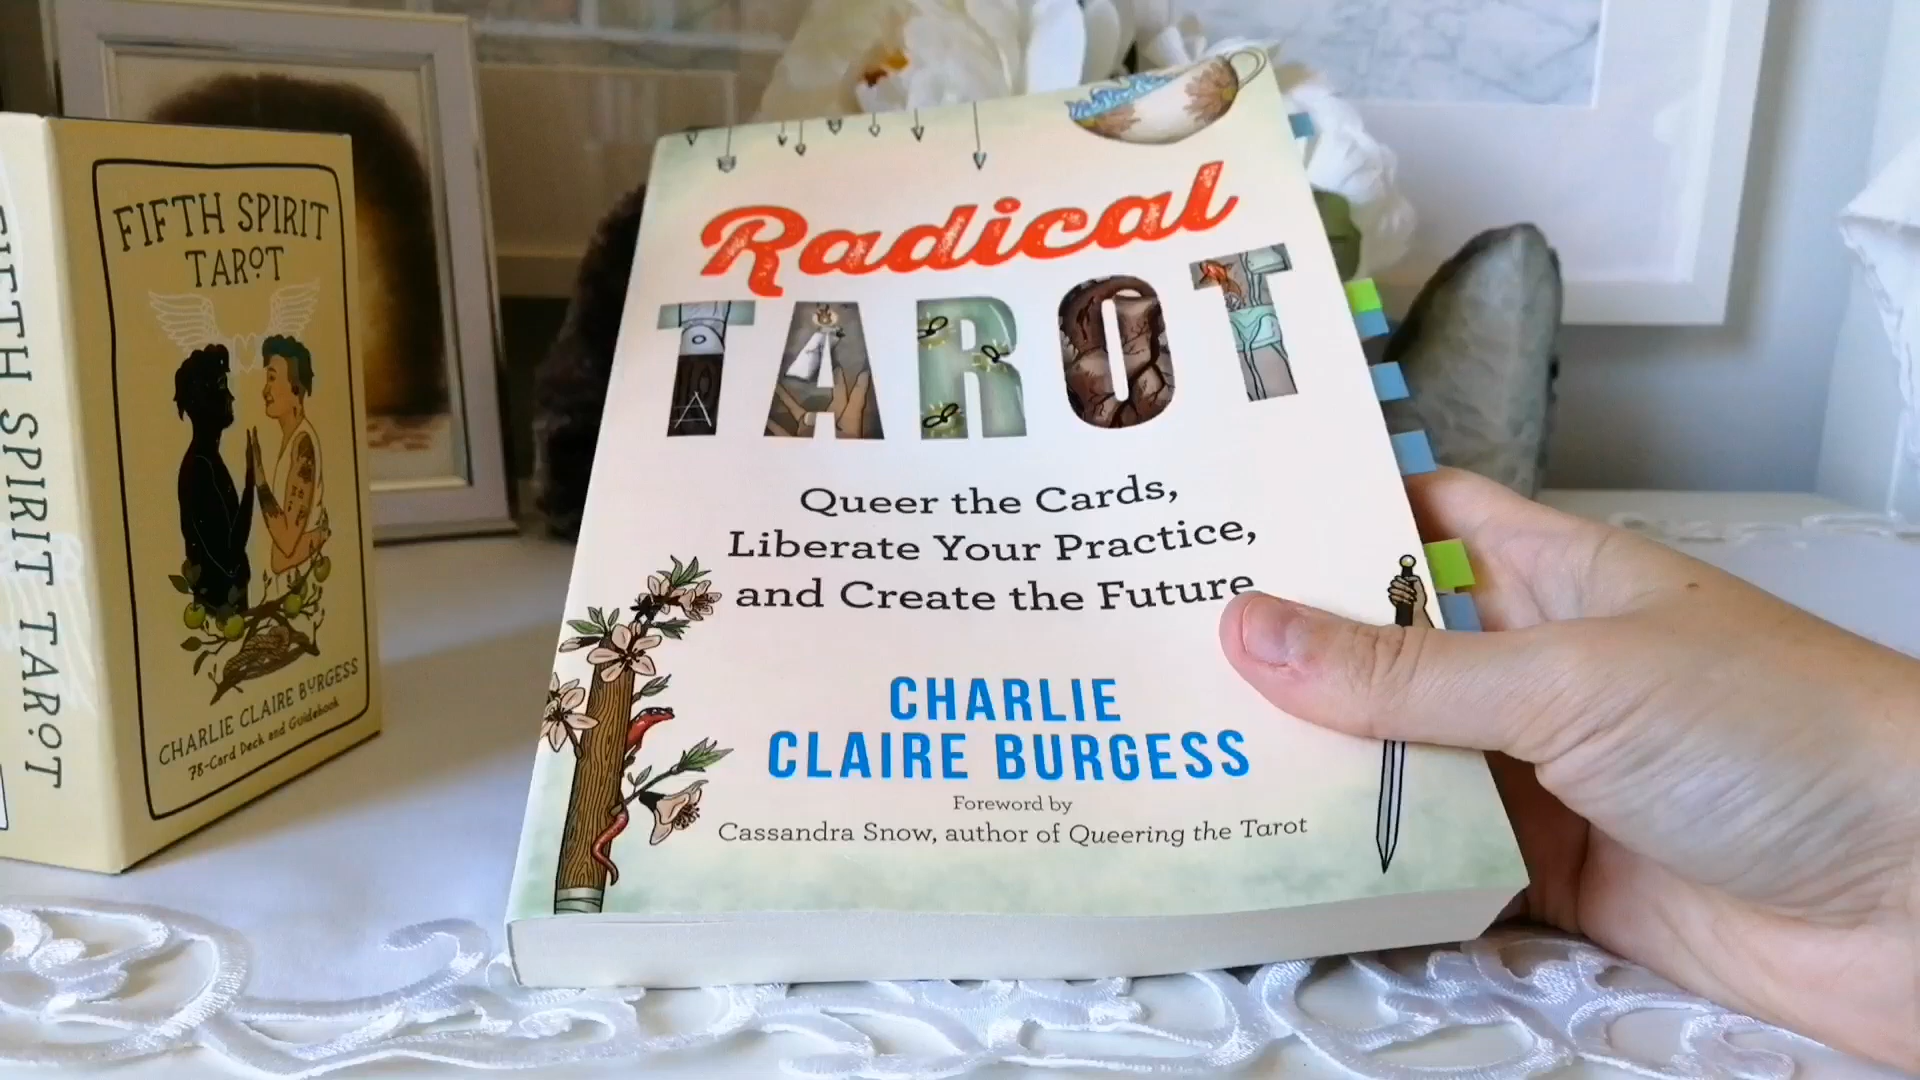 FIFTH SPIRIT
TAROT
CHARLIE CLAIRE BURGESS
78-Card Deck and Guidebook
FIFTH SPIRIT TAROT
Radical
TAROT
Queer the Cards,
Liberate Your Practice,
and Create the Future
CHARLIE
CLAIRE BURGESS
Foreword by
Cassandra Snow, author of Queering the Tarot